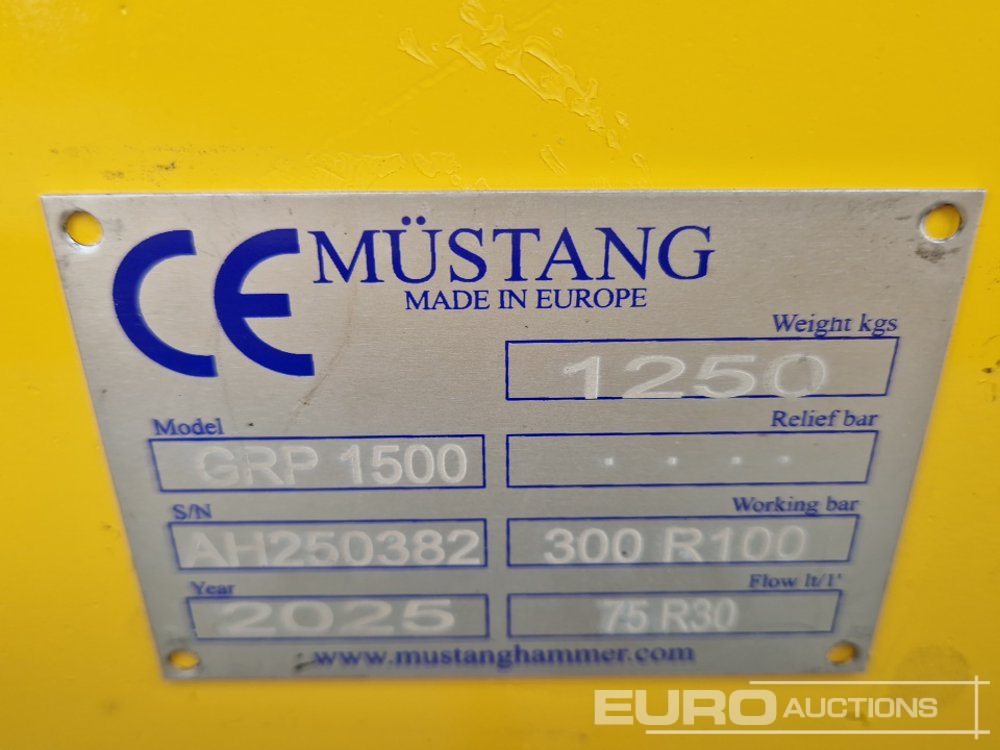 CE MÜSTANG
MADE IN EUROPE
Weight kgs
1250
Model
GRP 1500
Relief bar
. . . .
S/N
AH250382
Working bar
300 R100
Year
2025
Flow lt/1'
75 R30
www.mustanghammer.com
EURO AUCTIONS